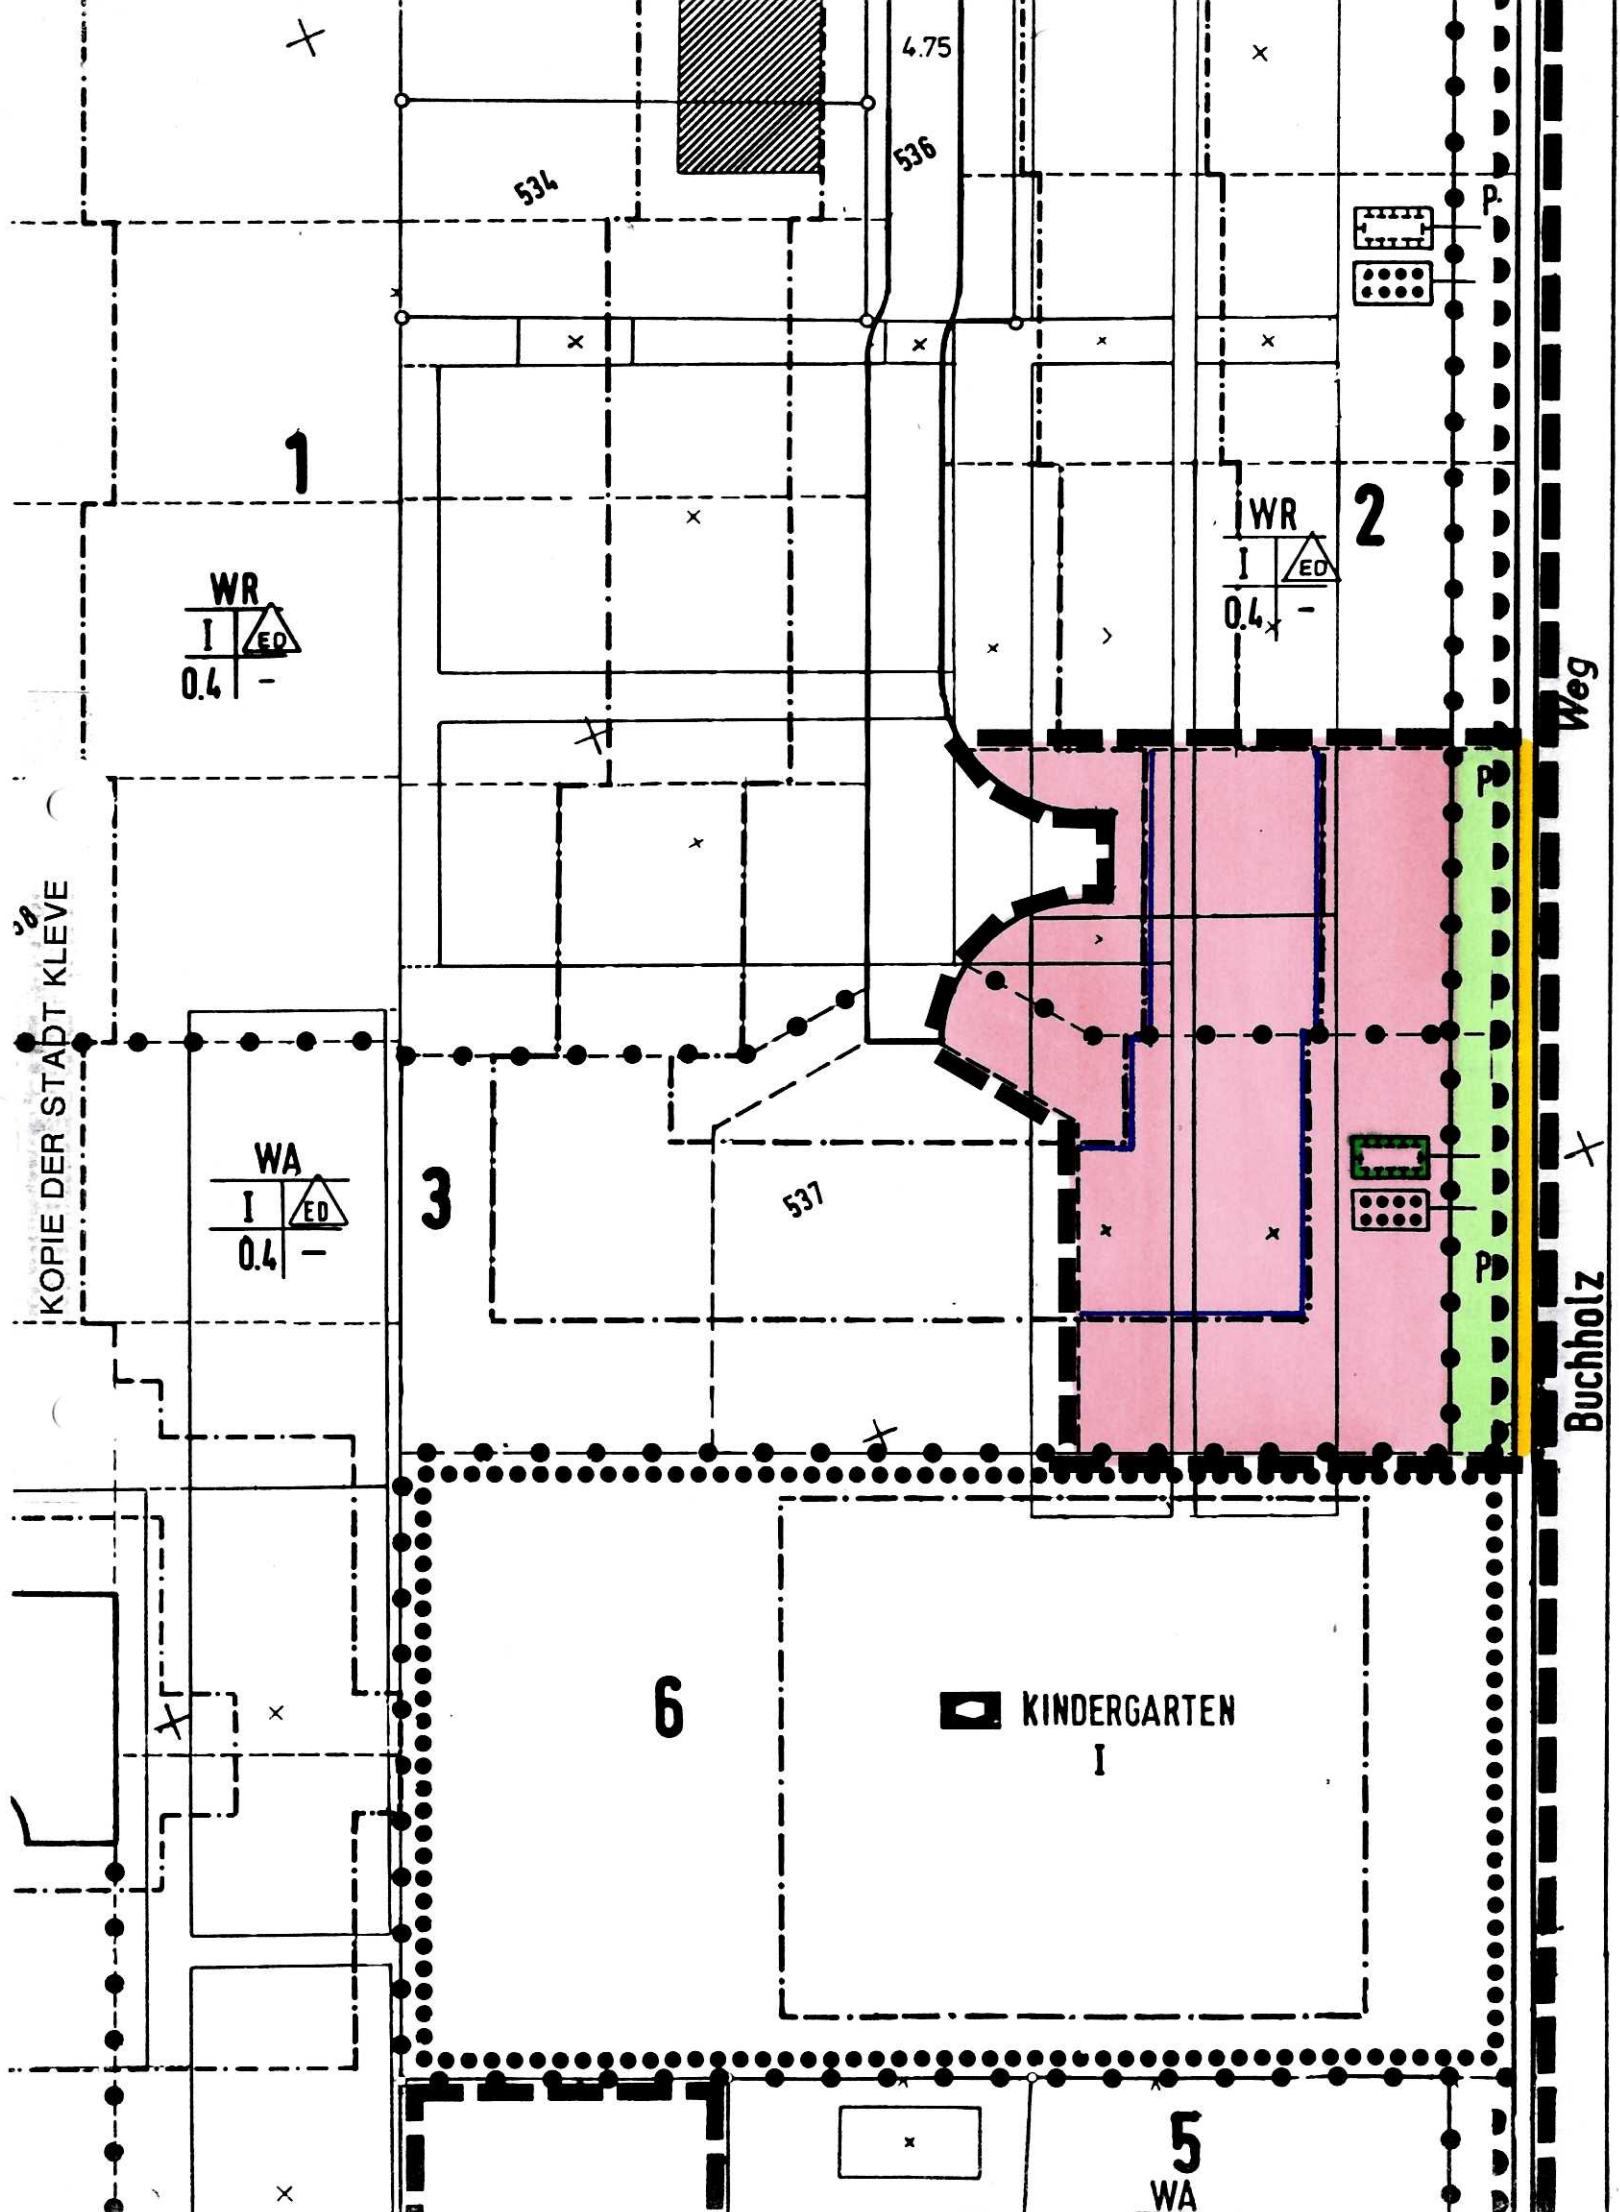 4.75
536
534
P.
1
WR
I ED
0.4 -
2
WR
I ED
0.4 -
Weg
P
KOPIE DER STADT KLEVE
WA
I ED
0.4 -
3
537
P
Buchholz
6
KINDERGARTEN
I
5
WA